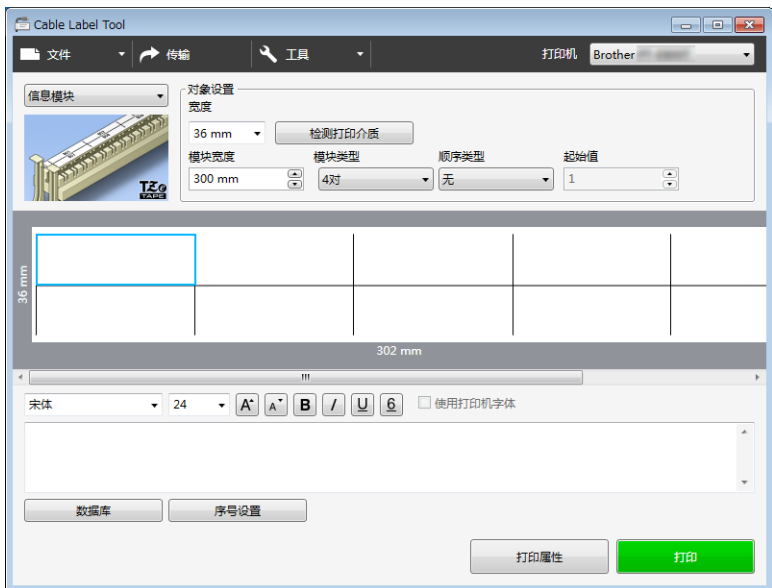 Cable Label Tool
文件
传输
工具
打印机
Brother
信息模块
对象设置
宽度
36 mm
检测打印介质
模块宽度
模块类型
顺序类型
起始值
300 mm
4对
无
1
TZe
TAPE
36 mm
302 mm
宋体
24
A
A
B
I
U
6
使用打印机字体
数据库
序号设置
打印属性
打印